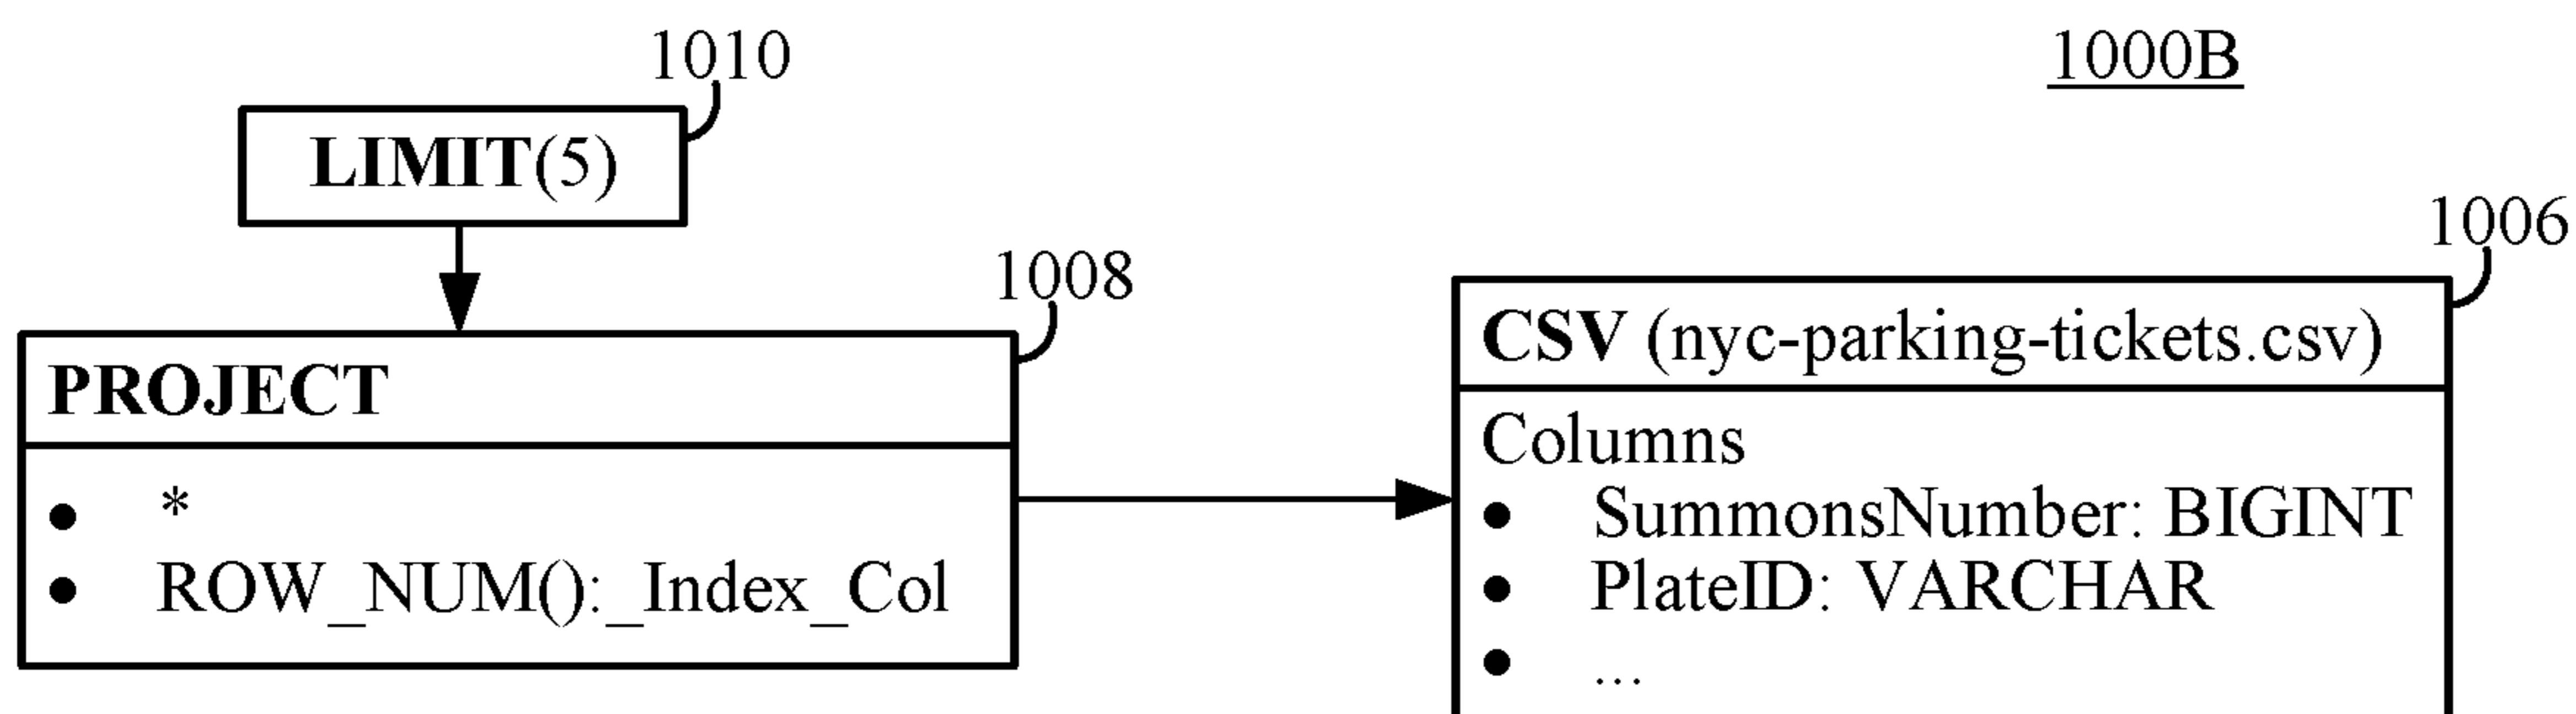 1010
1000B
LIMIT(5)
1006
1008
CSV (nyc-parking-tickets.csv)
PROJECT
Columns
• *
• SummonsNumber: BIGINT
• ROW_NUM():_Index_Col
• PlateID: VARCHAR
• ...